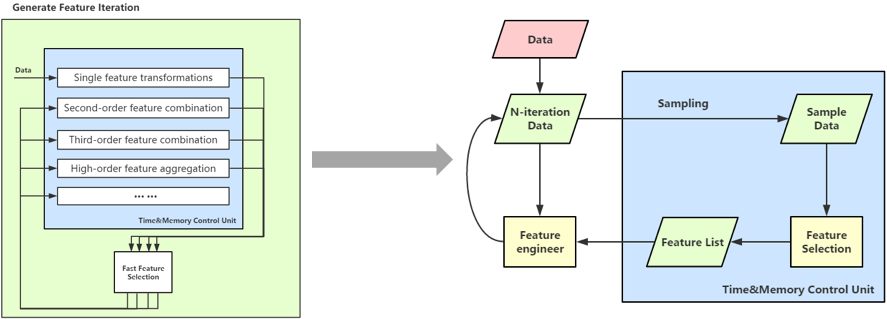 Generate Feature Iteration
Data
Single feature transformations
Second-order feature combination
Third-order feature combination
High-order feature aggregation
... ...
Time&Memory Control Unit
Fast Feature
Selection
Data
N-iteration
Data
Sampling
Sample
Data
Feature
engineer
Feature List
Feature
Selection
Time&Memory Control Unit